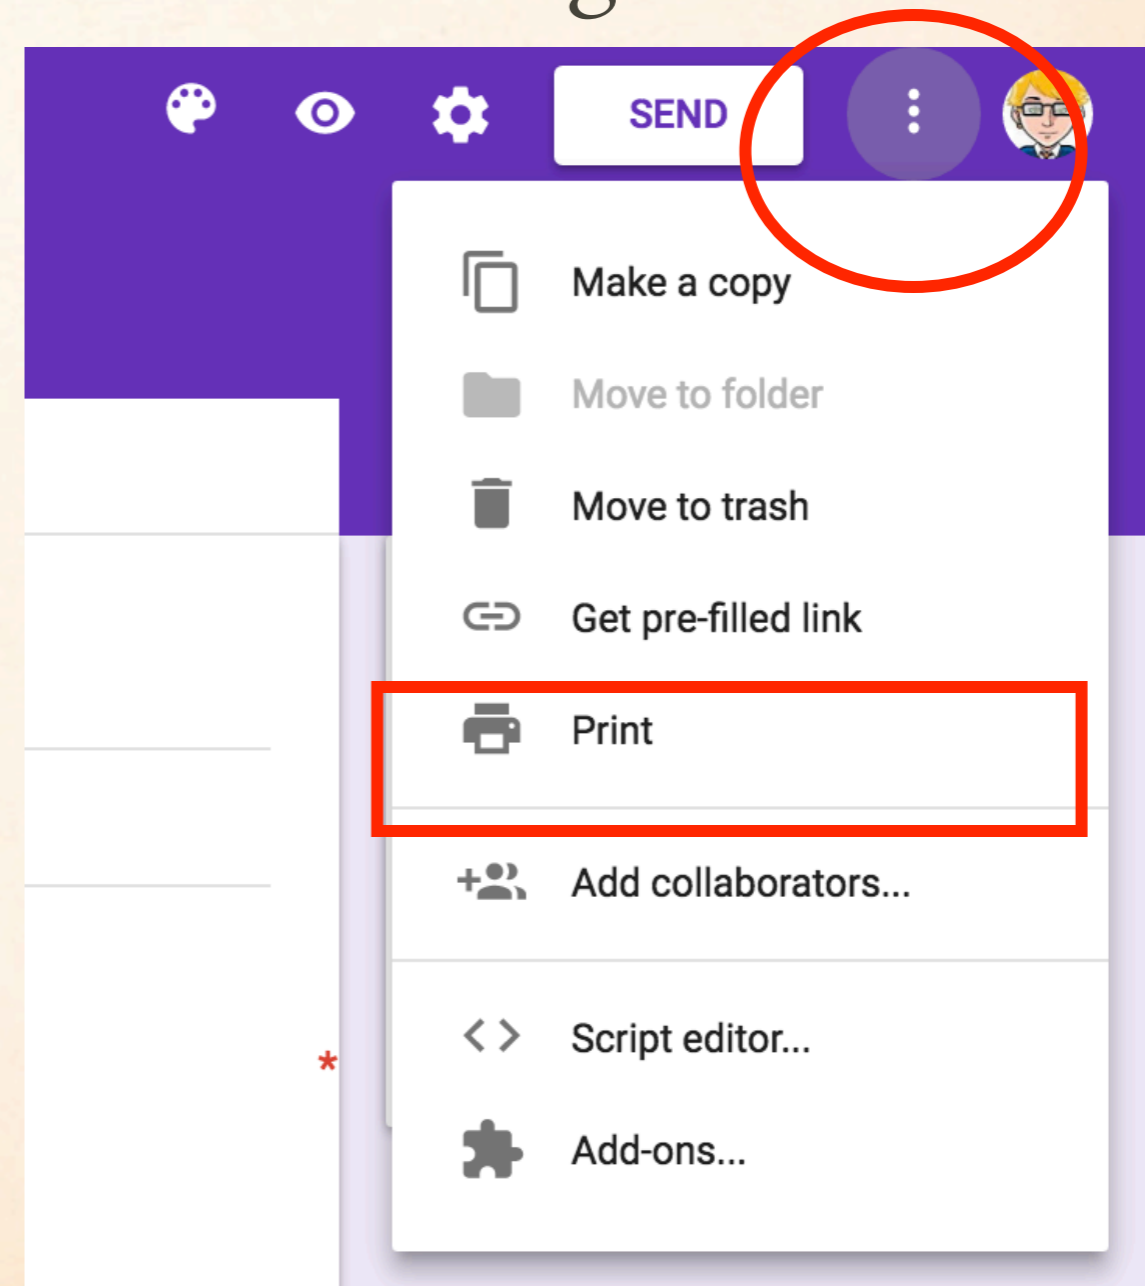 SEND
Make a copy
Move to folder
Move to trash
Get pre-filled link
Print
Add collaborators...
*
Script editor...
Add-ons...